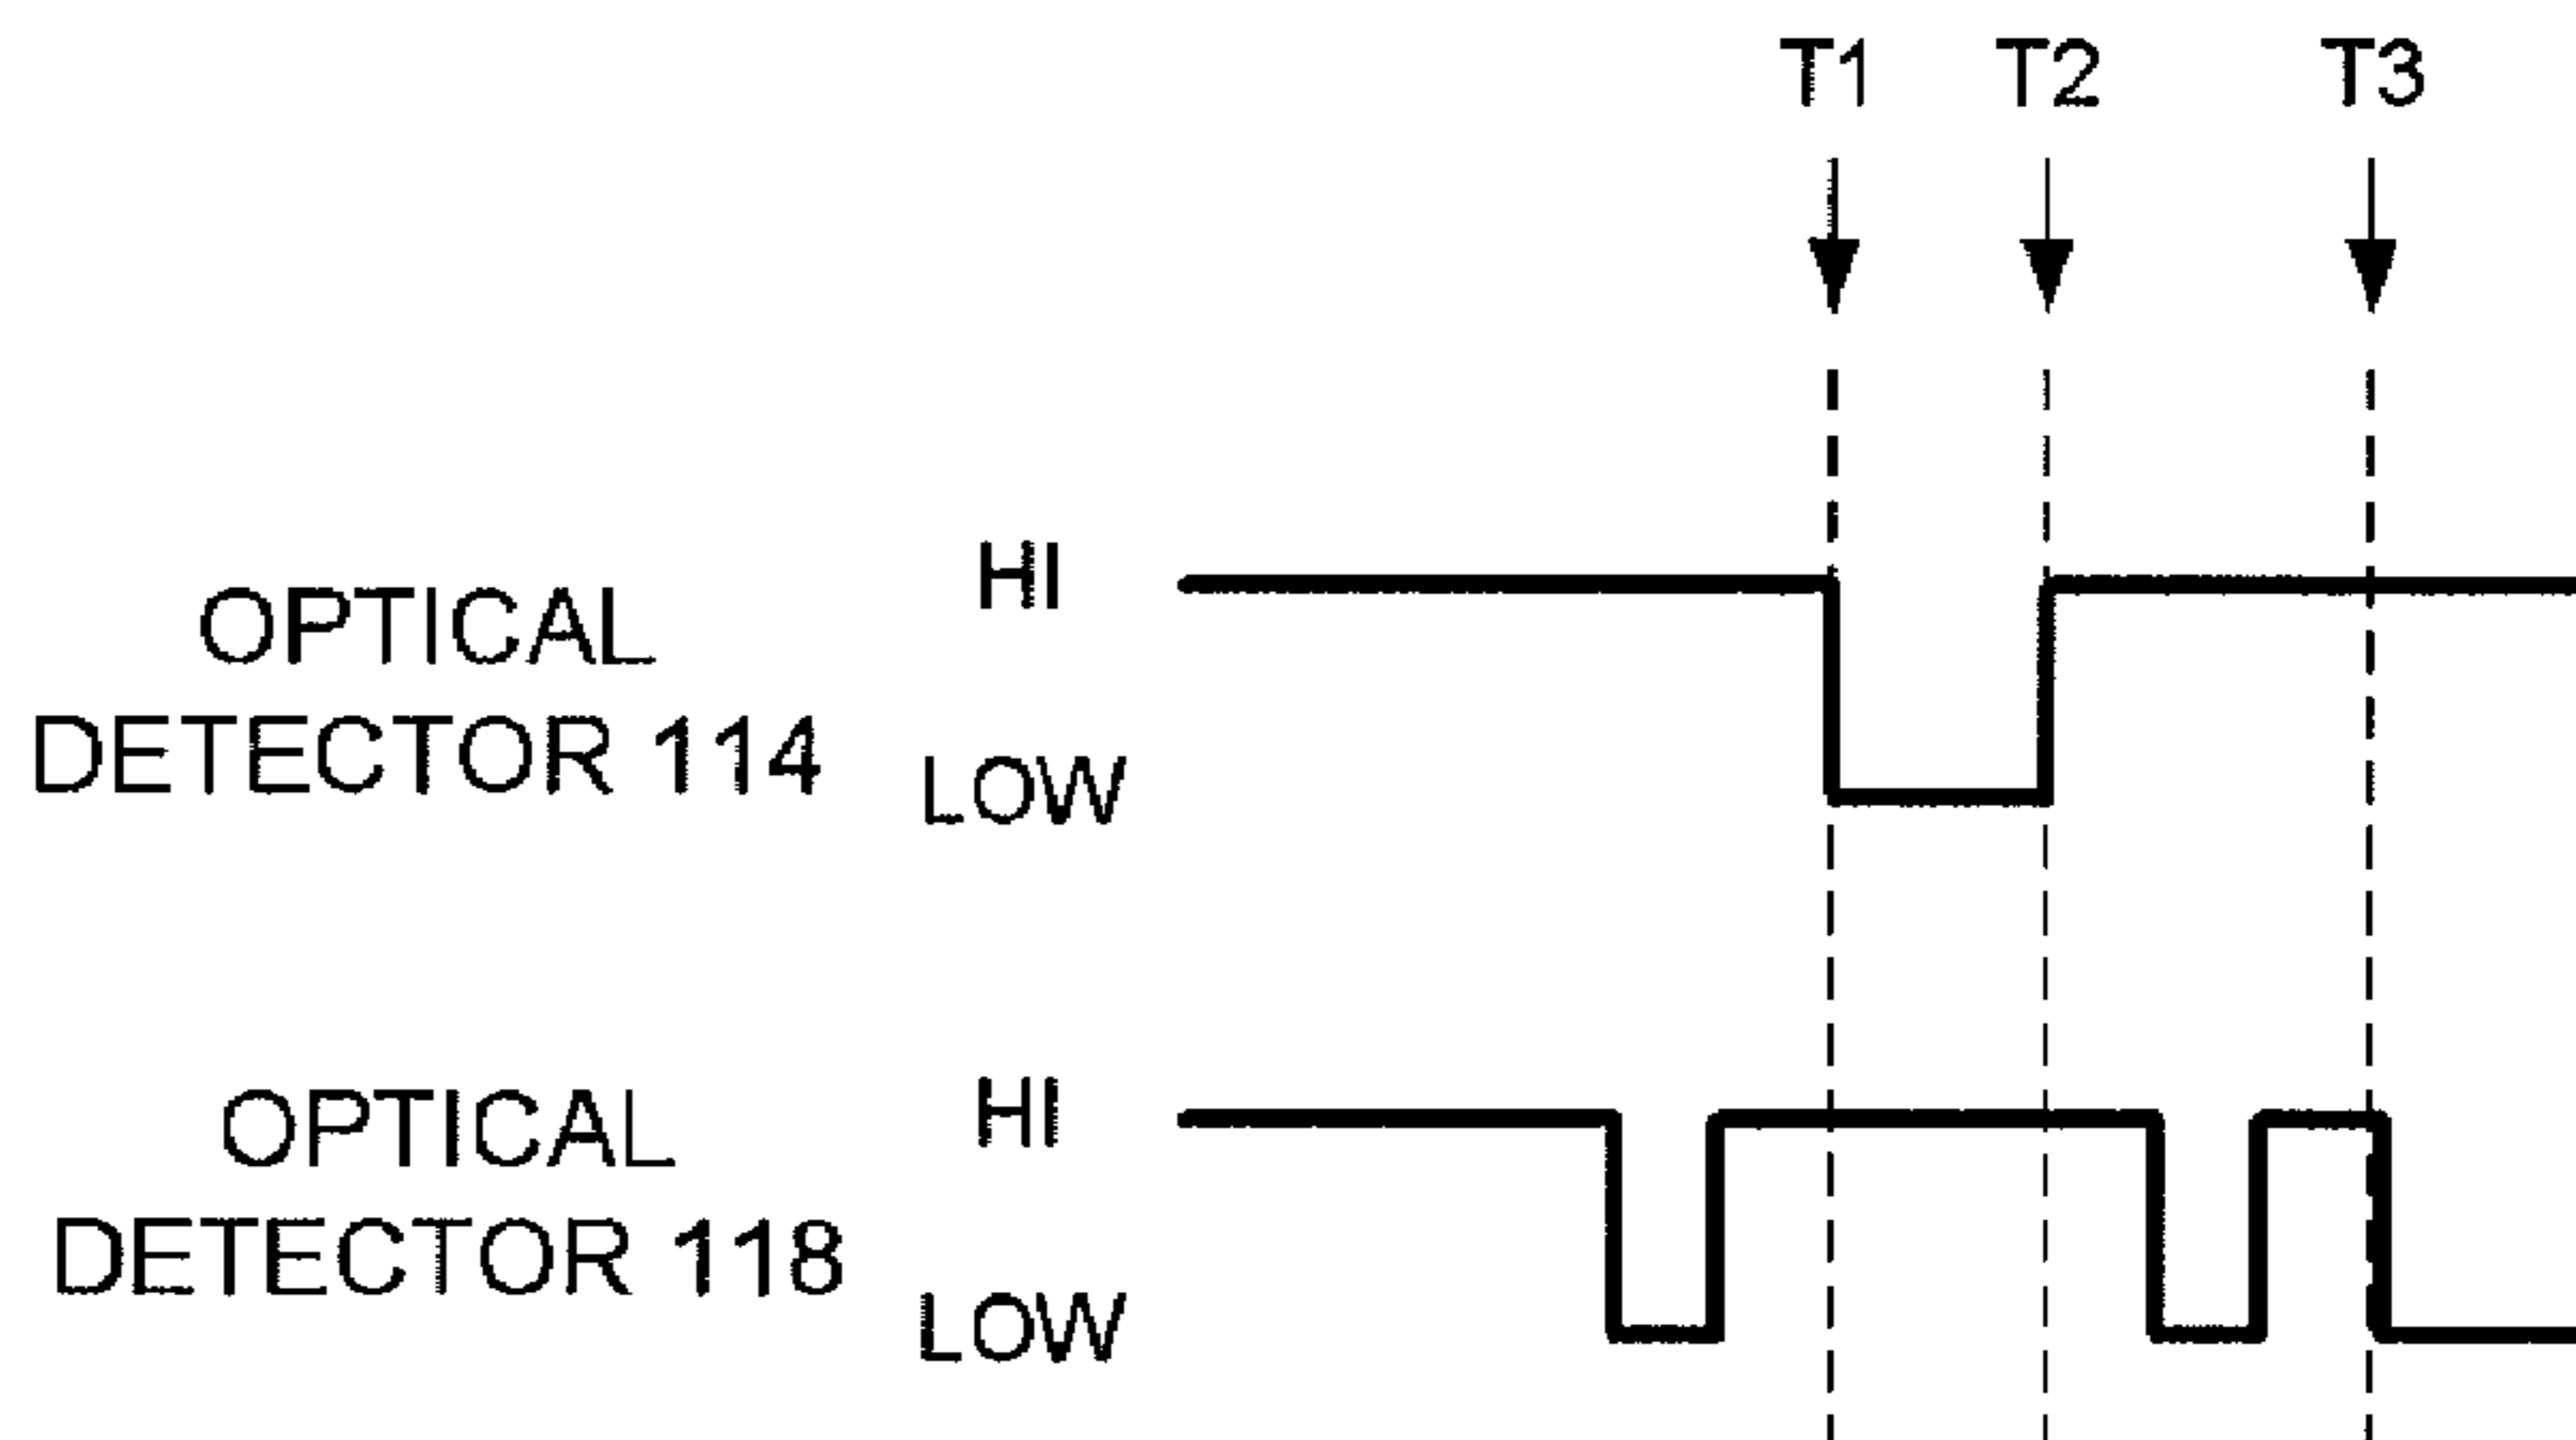 T1 T2 T3
HI
OPTICAL
DETECTOR 114
LOW
HI
OPTICAL
DETECTOR 118
LOW